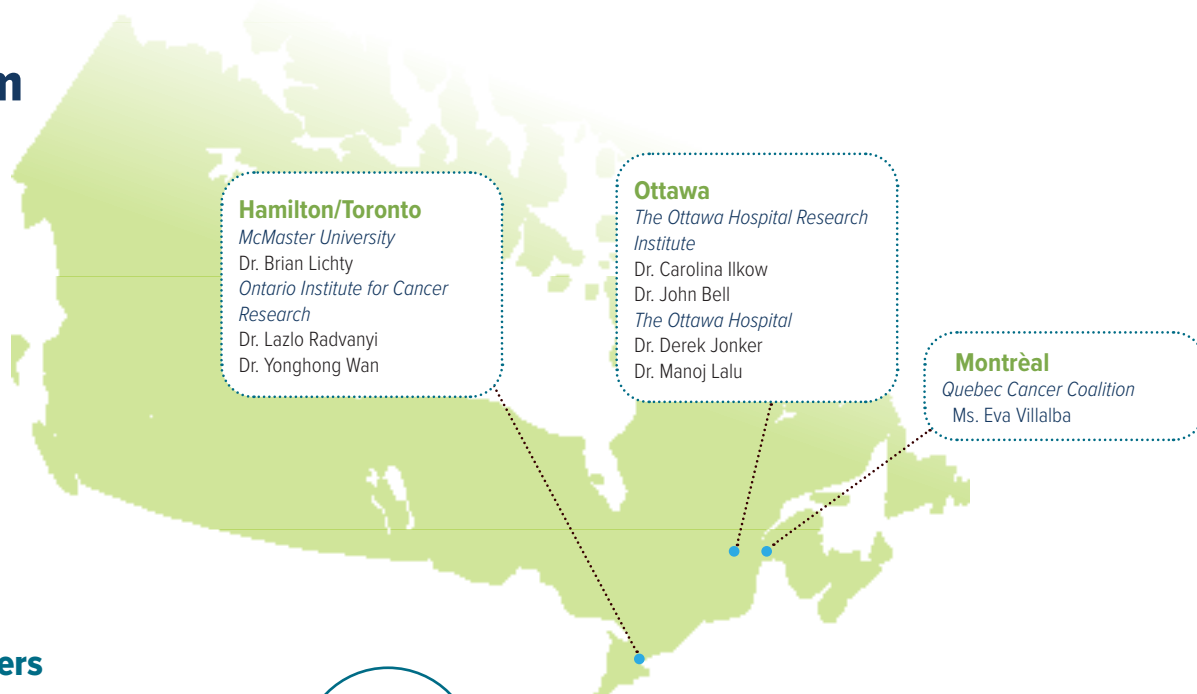 m
Hamilton/Toronto
McMaster University
Dr. Brian Lichty
Ontario Institute for Cancer
Research
Dr. Lazlo Radvanyi
Dr. Yonghong Wan
Ottawa
The Ottawa Hospital Research
Institute
Dr. Carolina Ilkow
Dr. John Bell
The Ottawa Hospital
Dr. Derek Jonker
Dr. Manoj Lalu
Montrèal
Quebec Cancer Coalition
Ms. Eva Villalba
ers